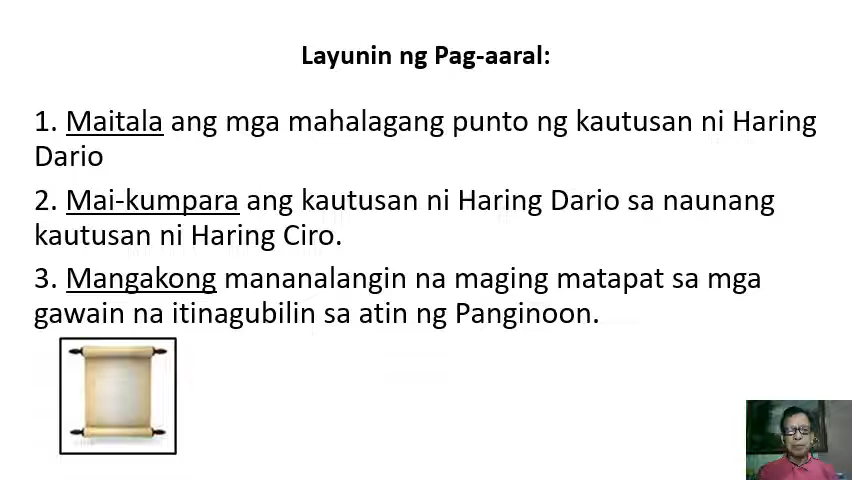 Layunin ng Pag-aaral:
1. Maitala ang mga mahalagang punto ng kautusan ni Haring
Dario
2. Mai-kumpara ang kautusan ni Haring Dario sa naunang
kautusan ni Haring Ciro.
3. Mangakong mananalangin na maging matapat sa mga
gawain na itinagubilin sa atin ng Panginoon.